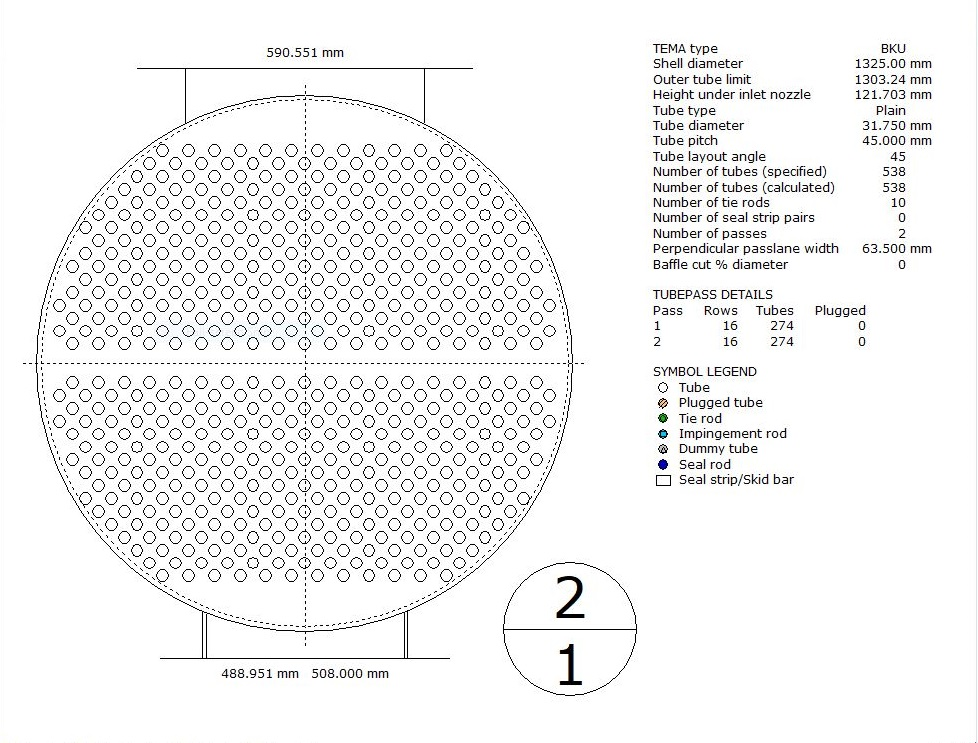 590.551 mm
TEMA type BKU
Shell diameter 1325.00 mm
Outer tube limit 1303.24 mm
Height under inlet nozzle 121.703 mm
Tube type Plain
Tube diameter 31.750 mm
Tube pitch 45.000 mm
Tube layout angle 45
Number of tubes (specified) 538
Number of tubes (calculated) 538
Number of tie rods 10
Number of seal strip pairs 0
Number of passes 2
Perpendicular passlane width 63.500 mm
Baffle cut % diameter 0
TUBEPASS DETAILS
Pass Rows Tubes Plugged
1 16 274 0
2 16 274 0
SYMBOL LEGEND
Tube
Plugged tube
Tie rod
Impingement rod
Dummy tube
Seal rod
Seal strip/Skid bar
2
1
488.951 mm 508.000 mm